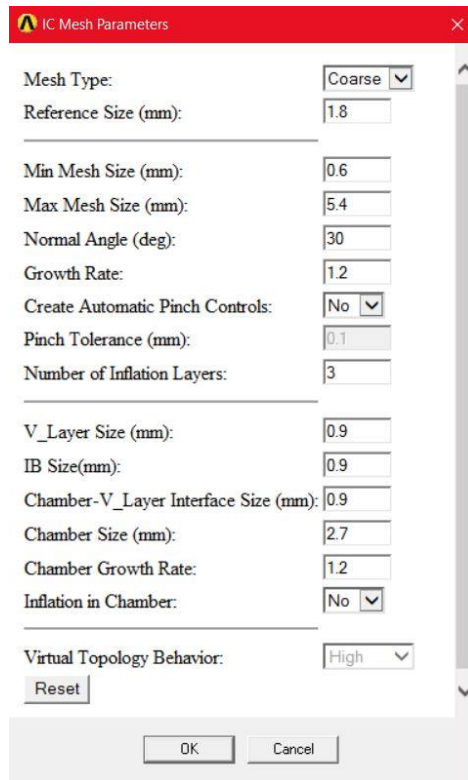 IC Mesh Parameters
Mesh Type: Coarse
Reference Size (mm): 1.8
Min Mesh Size (mm): 0.6
Max Mesh Size (mm): 5.4
Normal Angle (deg): 30
Growth Rate: 1.2
Create Automatic Pinch Controls: No
Pinch Tolerance (mm): 0.1
Number of Inflation Layers: 3
V_Layer Size (mm): 0.9
IB Size(mm): 0.9
Chamber-V_Layer Interface Size (mm): 0.9
Chamber Size (mm): 2.7
Chamber Growth Rate: 1.2
Inflation in Chamber: No
Virtual Topology Behavior: High
Reset
OK Cancel